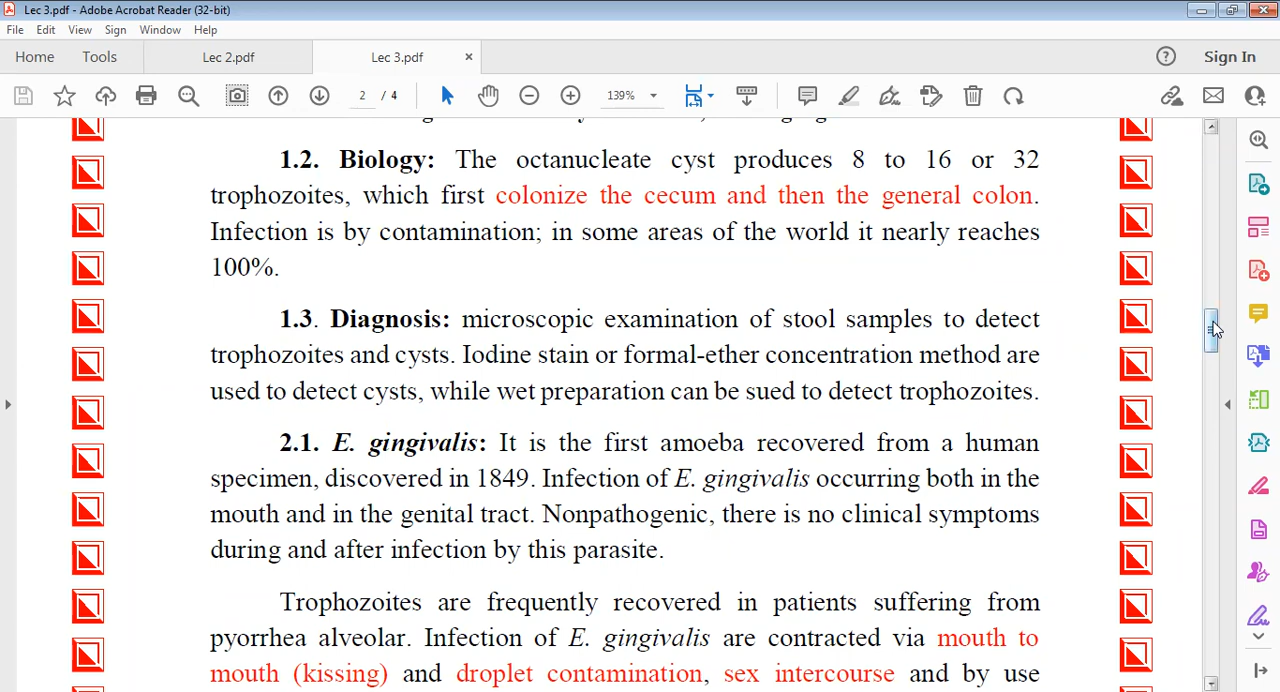 Lec 3.pdf - Adobe Acrobat Reader (32-bit)
File Edit View Sign Window Help
Home Tools Lec 2.pdf Lec 3.pdf × Sign In
2 / 4 139%
1.2. Biology: The octanucleate cyst produces 8 to 16 or 32
trophozoites, which first colonize the cecum and then the general colon.
Infection is by contamination; in some areas of the world it nearly reaches
100%.
1.3. Diagnosis: microscopic examination of stool samples to detect
trophozoites and cysts. Iodine stain or formal-ether concentration method are
used to detect cysts, while wet preparation can be sued to detect trophozoites.
2.1. E. gingivalis: It is the first amoeba recovered from a human
specimen, discovered in 1849. Infection of E. gingivalis occurring both in the
mouth and in the genital tract. Nonpathogenic, there is no clinical symptoms
during and after infection by this parasite.
Trophozoites are frequently recovered in patients suffering from
pyorrhea alveolar. Infection of E. gingivalis are contracted via mouth to
mouth (kissing) and droplet contamination, sex intercourse and by use